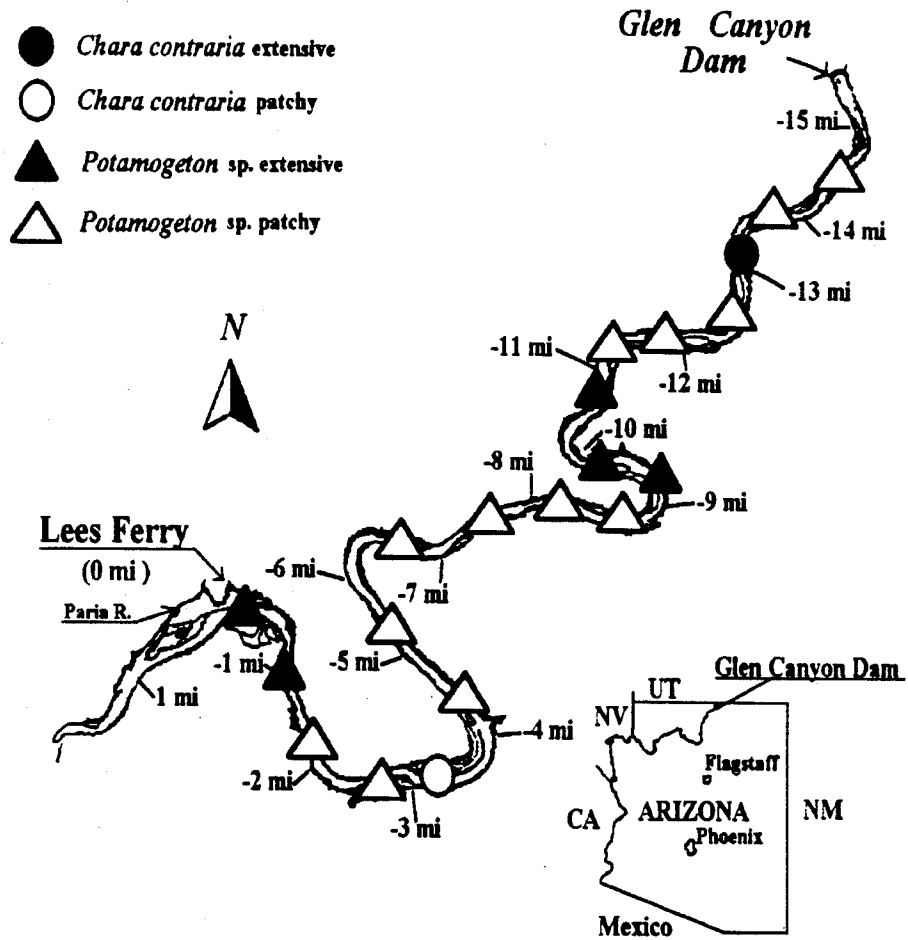 Glen Canyon
Dam
Chara contraria extensive
Chara contraria patchy
Potamogeton sp. extensive
Potamogeton sp. patchy
-15 mi
-14 mi
-13 mi
N
-11 mi
-12 mi
-10 mi
-8 mi
-9 mi
Lees Ferry
(0 mi)
-6 mi
-7 mi
Paria R.
-1 mi
-5 mi
1 mi
-4 mi
-2 mi
-3 mi
Glen Canyon Dam
UT
NV
Flagstaff
CA
ARIZONA
NM
Phoenix
Mexico